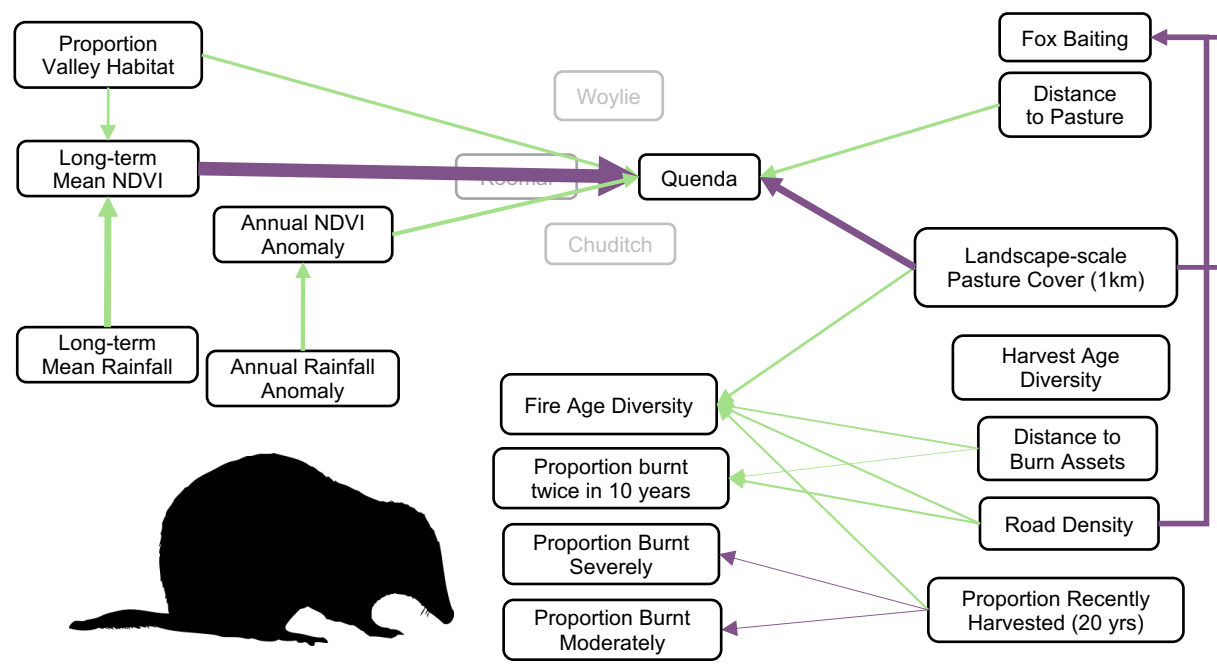 Proportion
Valley Habitat
Woylie
Fox Baiting
Distance
to Pasture
Long-term
Mean NDVI
Koomal
Quenda
Annual NDVI
Anomaly
Chuditch
Landscape-scale
Pasture Cover (1km)
Long-term
Mean Rainfall
Annual Rainfall
Anomaly
Harvest Age
Diversity
Fire Age Diversity
Distance to
Burn Assets
Proportion burnt
twice in 10 years
Road Density
Proportion Burnt
Severely
Proportion Recently
Harvested (20 yrs)
Proportion Burnt
Moderately